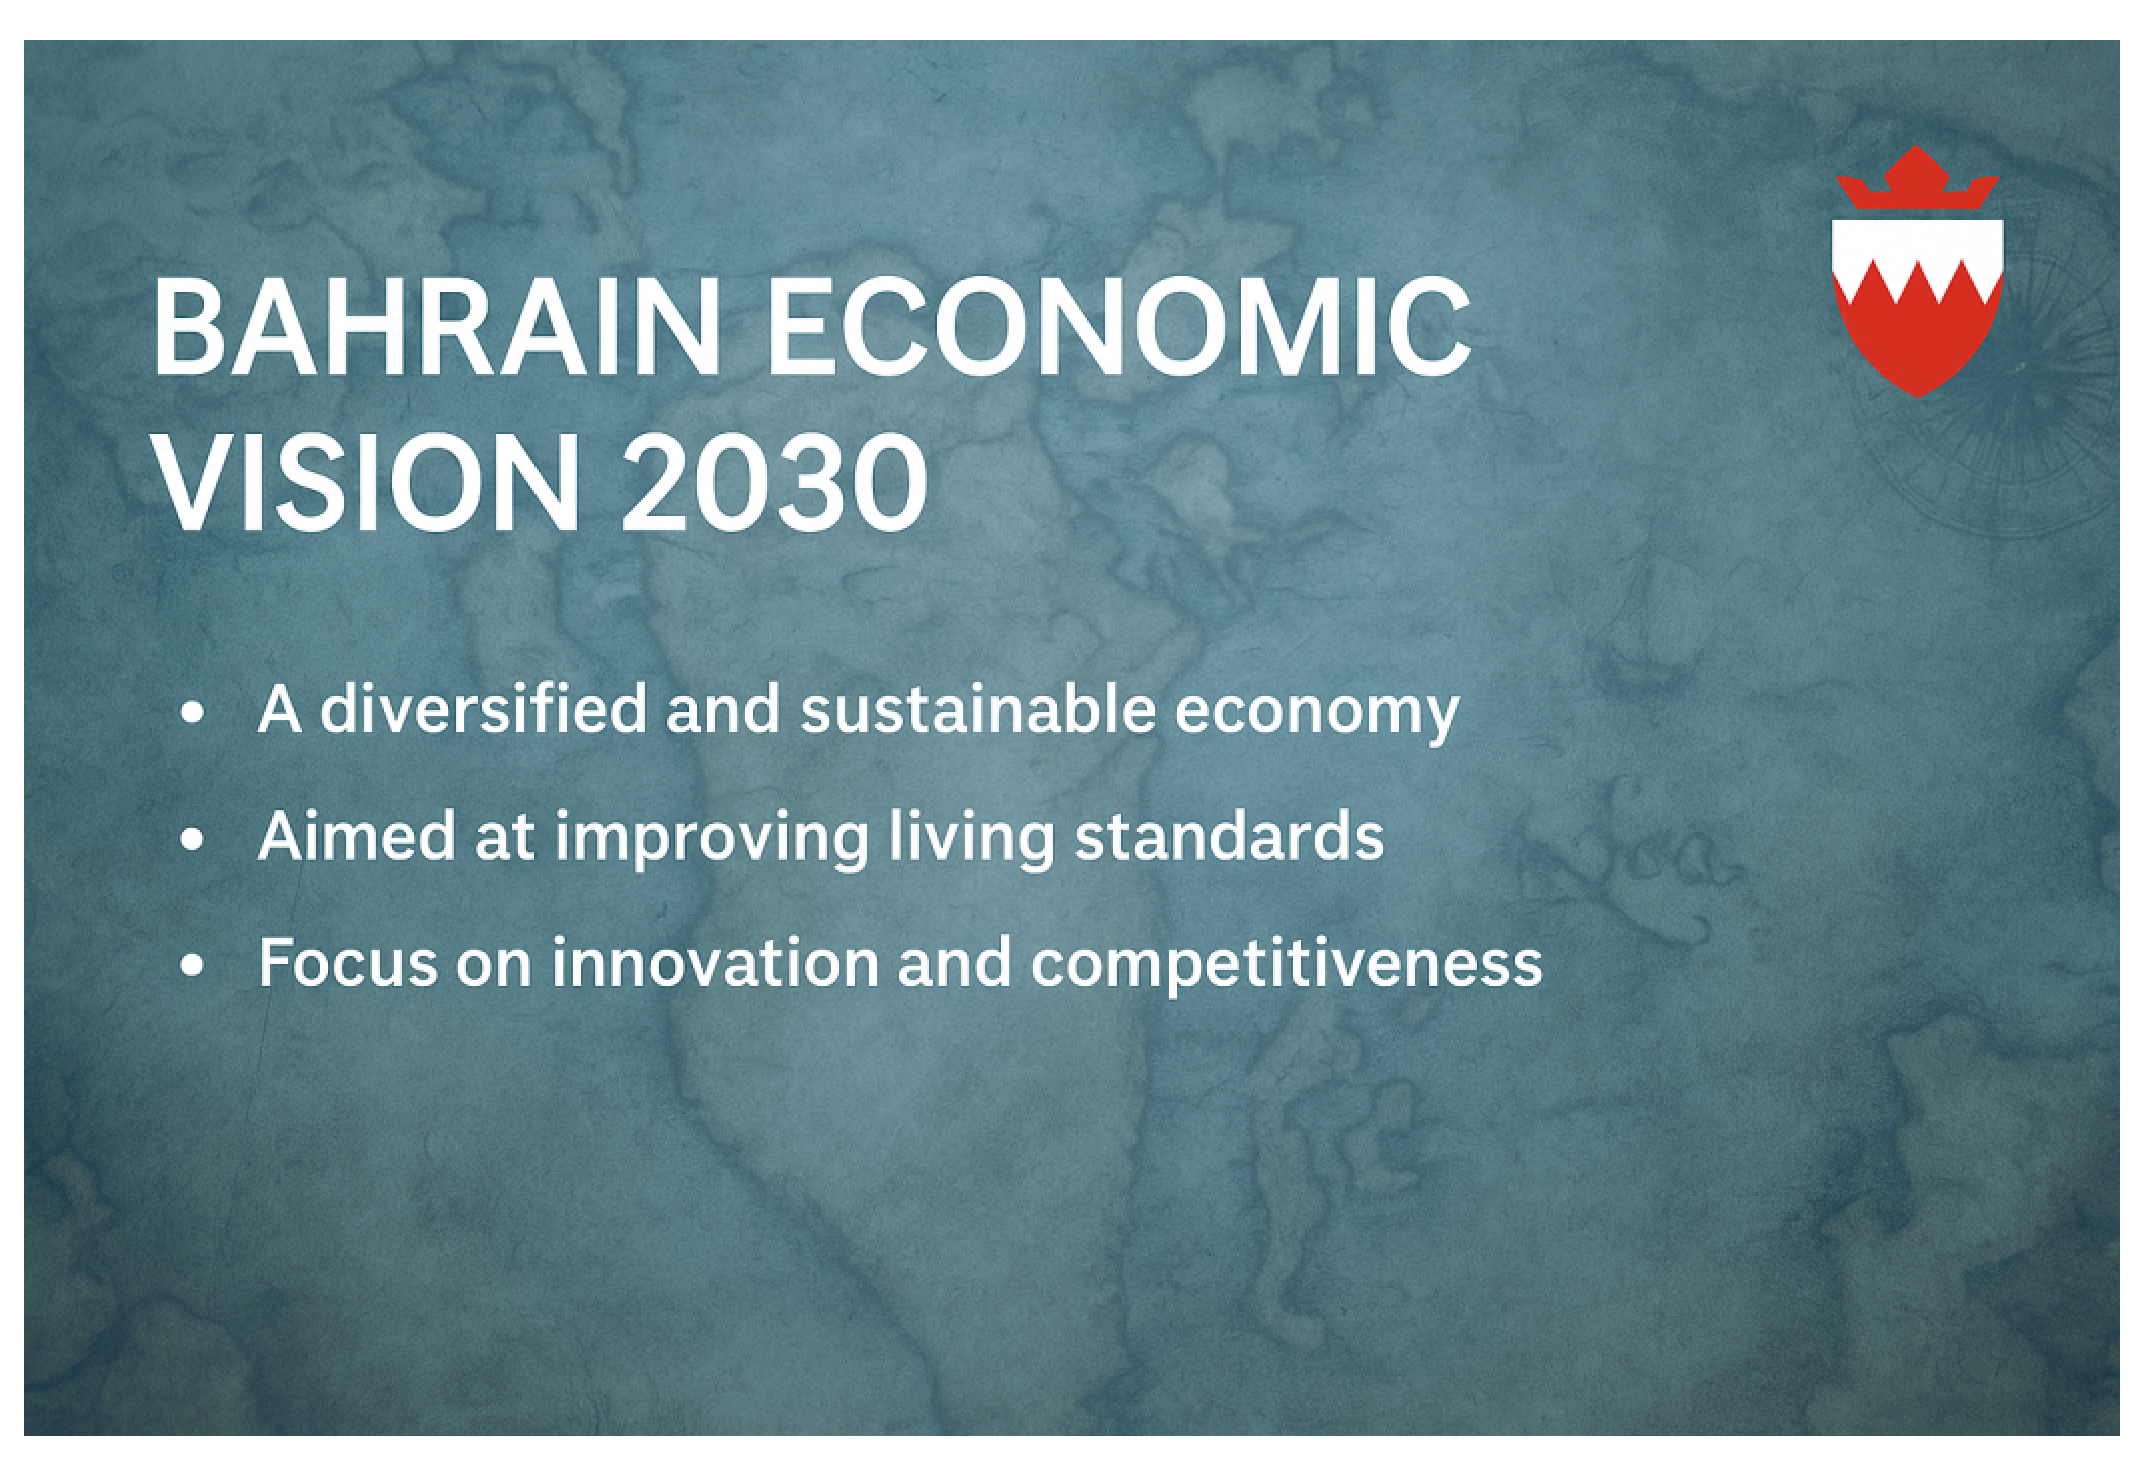 BAHRAIN ECONOMIC
VISION 2030
• A diversified and sustainable economy
• Aimed at improving living standards
• Focus on innovation and competitiveness